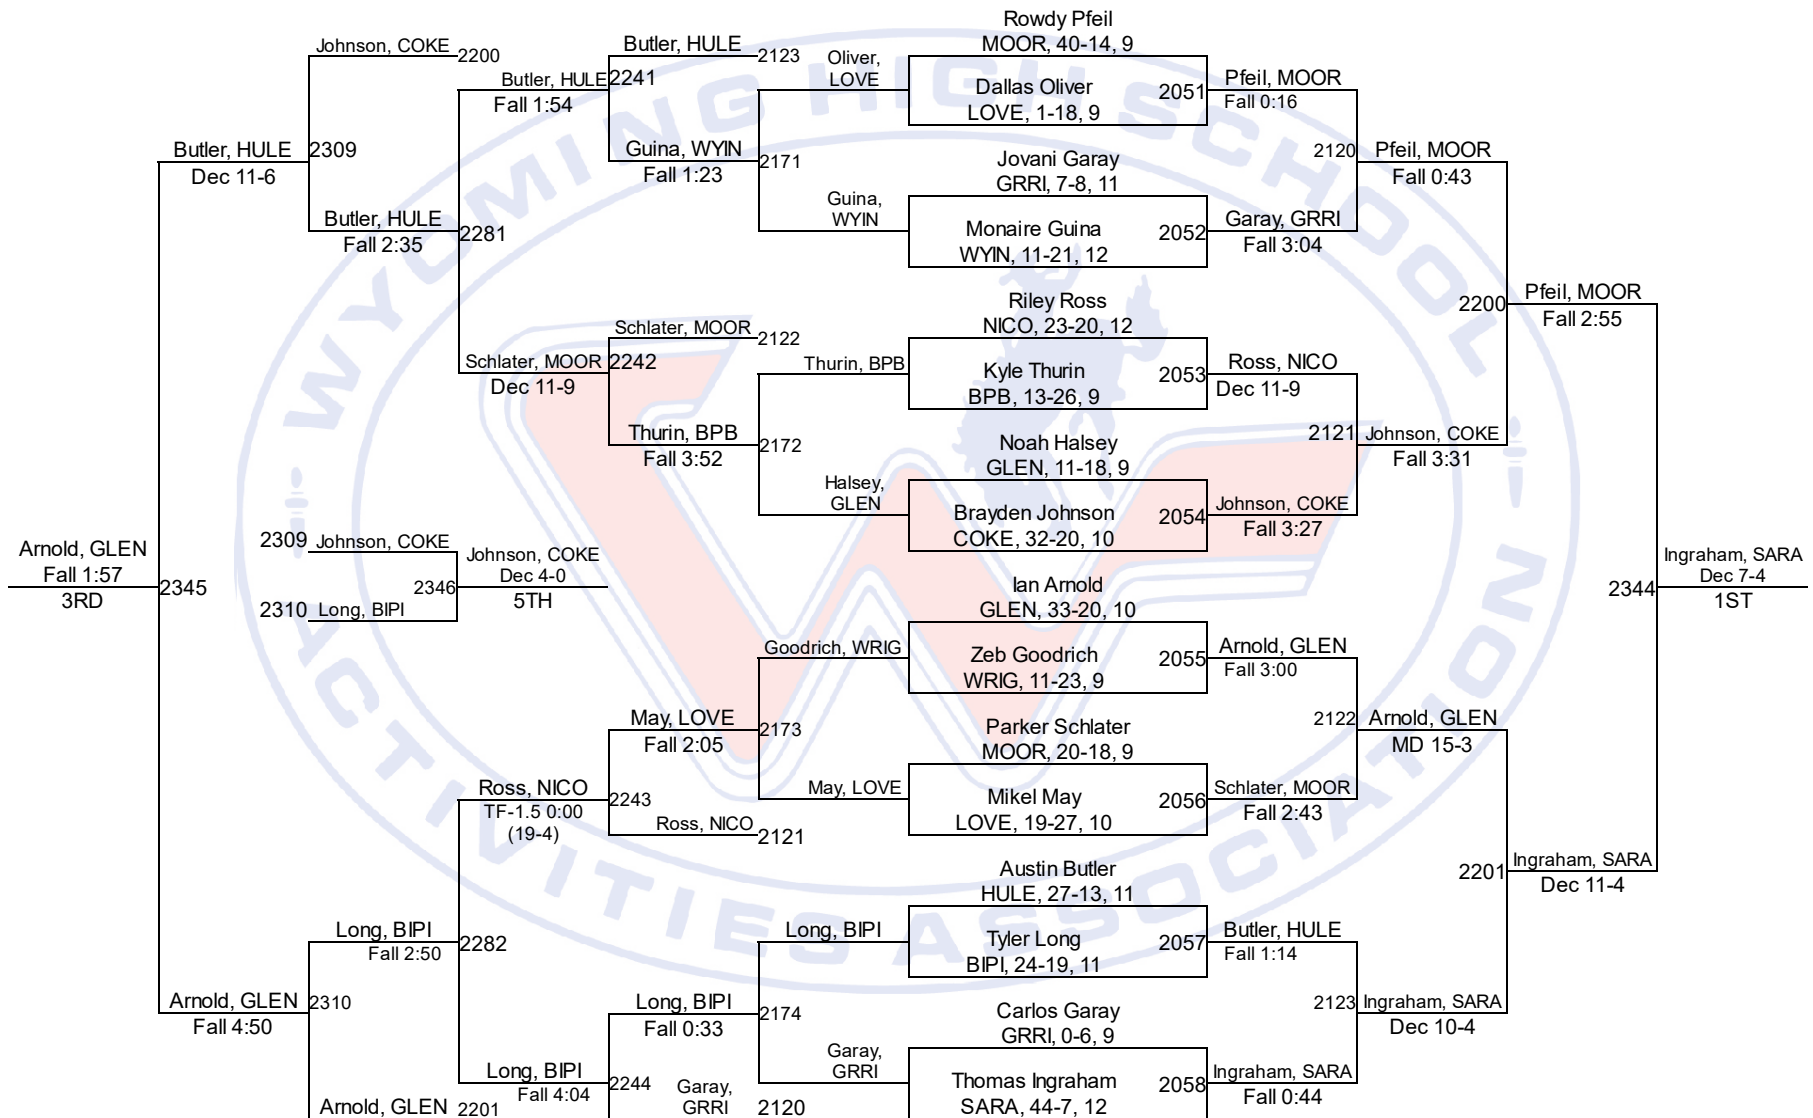 WYOMING HIGH SCHOOL
ACTIVITIES ASSOCIATION
Rowdy Pfeil
MOOR, 40-14, 9
Dallas Oliver
LOVE, 1-18, 9
2051
Jovani Garay
GRRI, 7-8, 11
Monaire Guina
WYIN, 11-21, 12
2052
Riley Ross
NICO, 23-20, 12
Kyle Thurin
BPB, 13-26, 9
2053
Noah Halsey
GLEN, 11-18, 9
Brayden Johnson
COKE, 32-20, 10
2054
Ian Arnold
GLEN, 33-20, 10
Zeb Goodrich
WRIG, 11-23, 9
2055
Parker Schlater
MOOR, 20-18, 9
Mikel May
LOVE, 19-27, 10
2056
Austin Butler
HULE, 27-13, 11
Tyler Long
BIPI, 24-19, 11
2057
Carlos Garay
GRRI, 0-6, 9
Thomas Ingraham
SARA, 44-7, 12
2058
Pfeil, MOOR
Fall 0:16
Garay, GRRI
Fall 3:04
Ross, NICO
Dec 11-9
Johnson, COKE
Fall 3:27
Arnold, GLEN
Fall 3:00
Schlater, MOOR
Fall 2:43
Butler, HULE
Fall 1:14
Ingraham, SARA
Fall 0:44
2120
Pfeil, MOOR
Fall 0:43
2121
Johnson, COKE
Fall 3:31
2122
Arnold, GLEN
MD 15-3
2123
Ingraham, SARA
Dec 10-4
2200
Pfeil, MOOR
Fall 2:55
2201
Ingraham, SARA
Dec 11-4
2344
Ingraham, SARA
Dec 7-4
1ST
Oliver,
LOVE
Guina,
WYIN
Thurin, BPB
Halsey,
GLEN
Goodrich, WRIG
May, LOVE
Long, BIPI
Garay,
GRRI
Butler, HULE
2123
Guina, WYIN
Fall 1:23
2171
Schlater, MOOR
2122
Thurin, BPB
Fall 3:52
2172
May, LOVE
Fall 2:05
2173
Ross, NICO
2121
Long, BIPI
Fall 0:33
2174
Garay,
GRRI
2120
Butler, HULE
Fall 1:54
2241
Schlater, MOOR
Dec 11-9
2242
Ross, NICO
TF-1.5 0:00
(19-4)
2243
Long, BIPI
Fall 4:04
2244
Johnson, COKE
2200
Butler, HULE
Fall 2:35
2281
Long, BIPI
Fall 2:50
2282
Arnold, GLEN
2201
Butler, HULE
Dec 11-6
2309
Arnold, GLEN
Fall 4:50
2310
2309
Johnson, COKE
2310
Long, BIPI
2346
Johnson, COKE
Dec 4-0
5TH
Arnold, GLEN
Fall 1:57
3RD
2345